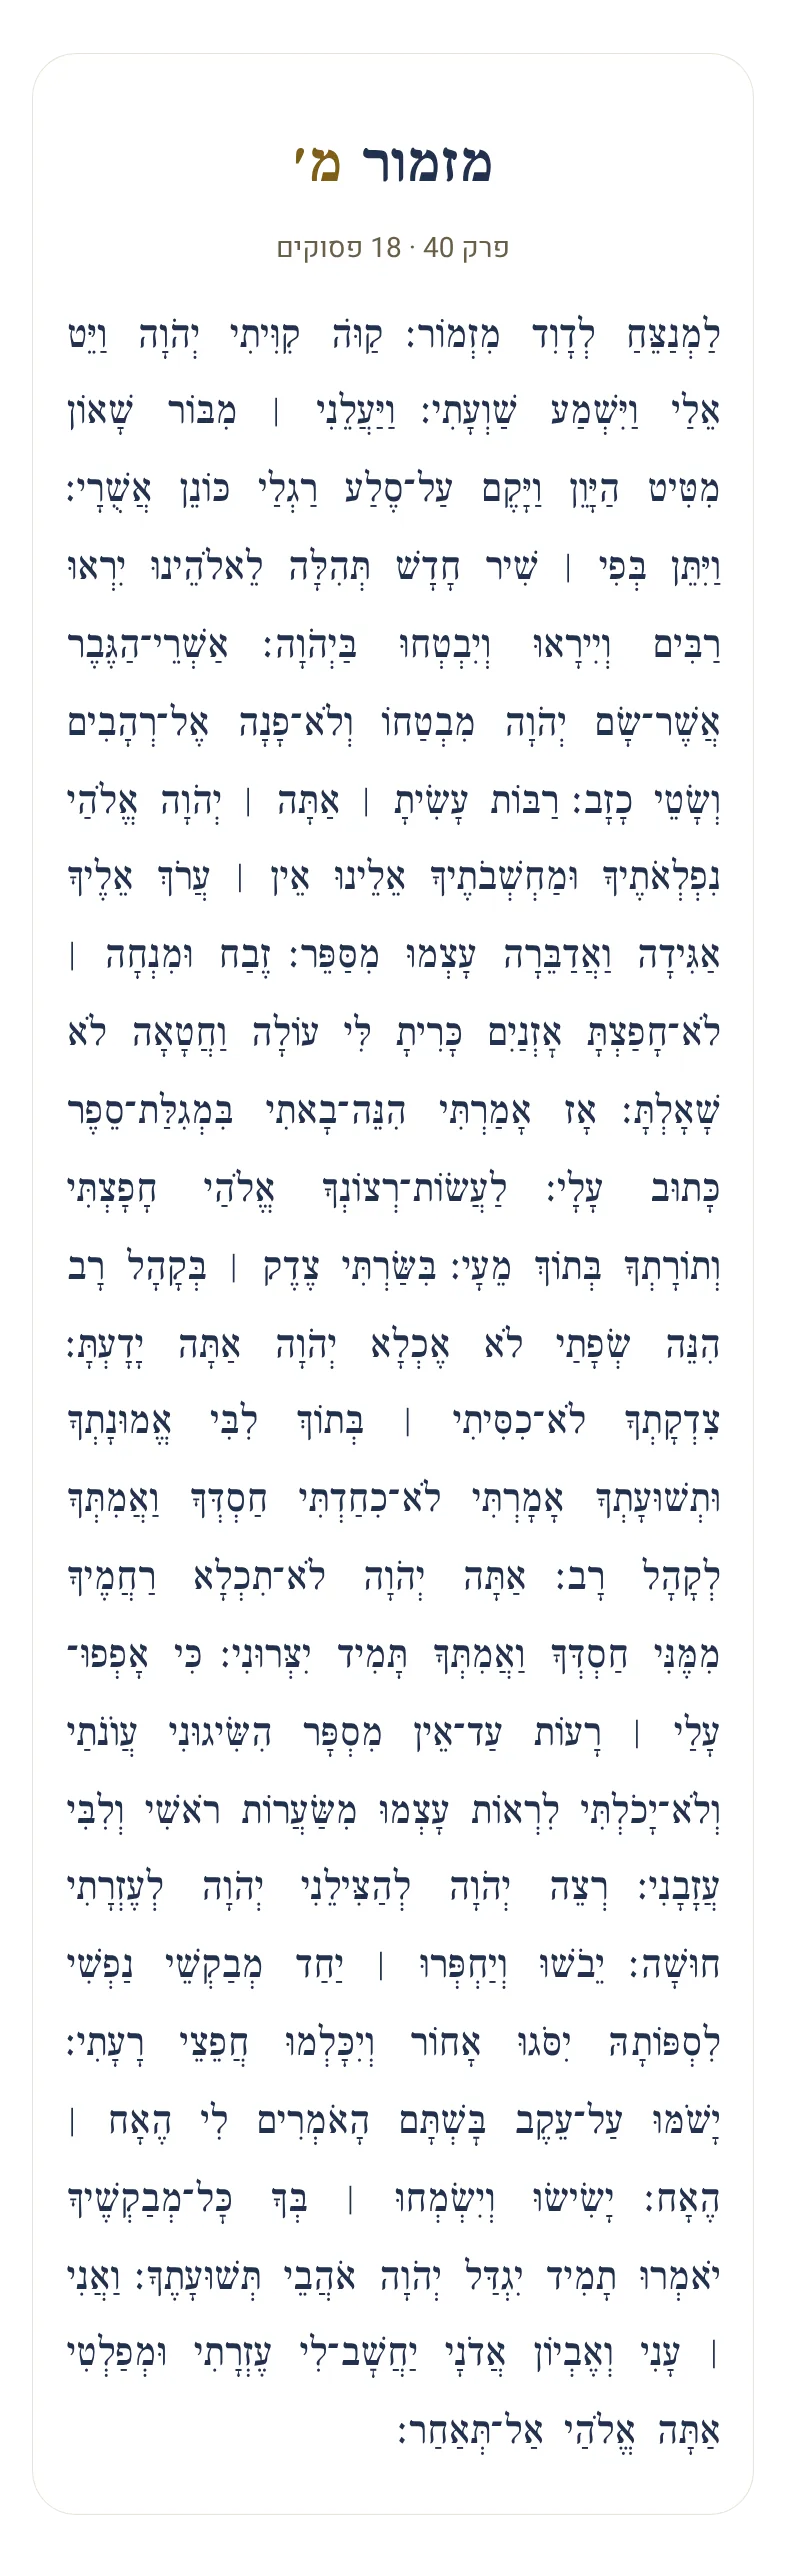 מזמור מ׳
פרק 40 · 18 פסוקים
לַמְנַצֵּחַ לְדָוִד מִזְמוֹר: קַוֹּה קִוִּיתִי יְהֹוָה וַיֵּט
אֵלַי וַיִּשְׁמַע שַׁוְעָתִי: וַיַּעֲלֵנִי | מִבּוֹר שָׁאוֹן
מִטִּיט הַיָּוֵן וַיָּקֶם עַל־סֶלַע רַגְלַי כּוֹנֵן אֲשֻׁרָי:
וַיִּתֵּן בְּפִי | שִׁיר חָדָשׁ תְּהִלָּה לֵאלֹהֵינוּ יִרְאוּ
רַבִּים וְיִירָאוּ וְיִבְטְחוּ בַּיְהֹוָה: אַשְׁרֵי־הַגֶּבֶר
אֲשֶׁר־שָׂם יְהֹוָה מִבְטַחוֹ וְלֹא־פָנָה אֶל־רְהָבִים
וְשָׂטֵי כָזָב: רַבּוֹת עָשִׂיתָ | אַתָּה | יְהֹוָה אֱלֹהַי
נִפְלְאֹתֶיךָ וּמַחְשְׁבֹתֶיךָ אֵלֵינוּ אֵין | עֲרֹךְ אֵלֶיךָ
אַגִּידָה וַאֲדַבֵּרָה עָצְמוּ מִסַּפֵּר: זֶבַח וּמִנְחָה |
לֹא־חָפַצְתָּ אָזְנַיִם כָּרִיתָ לִּי עוֹלָה וַחֲטָאָה לֹא
שָׁאָלְתָּ: אָז אָמַרְתִּי הִנֵּה־בָאתִי בִּמְגִלַּת־סֵפֶר
כָּתוּב עָלָי: לַעֲשׂוֹת־רְצוֹנְךָ אֱלֹהַי חָפָצְתִּי
וְתוֹרָתְךָ בְּתוֹךְ מֵעָי: בִּשַּׂרְתִּי צֶדֶק | בְּקָהָל רָב
הִנֵּה שְׂפָתַי לֹא אֶכְלָא יְהֹוָה אַתָּה יָדָעְתָּ:
צִדְקָתְךָ לֹא־כִסִּיתִי | בְּתוֹךְ לִבִּי אֱמוּנָתְךָ
וּתְשׁוּעָתְךָ אָמָרְתִּי לֹא־כִחַדְתִּי חַסְדְּךָ וַאֲמִתְּךָ
לְקָהָל רָב: אַתָּה יְהֹוָה לֹא־תִכְלָא רַחֲמֶיךָ
מִמֶּנִּי חַסְדְּךָ וַאֲמִתְּךָ תָּמִיד יִצְּרוּנִי: כִּי אָפְפוּ־
עָלַי | רָעוֹת עַד־אֵין מִסְפָּר הִשִּׂיגוּנִי עֲוֺנֹתַי
וְלֹא־יָכֹלְתִּי לִרְאוֹת עָצְמוּ מִשַּׂעֲרוֹת רֹאשִׁי וְלִבִּי
עֲזָבָנִי: רְצֵה יְהֹוָה לְהַצִּילֵנִי יְהֹוָה לְעֶזְרָתִי
חוּשָׁה: יֵבֹשׁוּ וְיַחְפְּרוּ | יַחַד מְבַקְשֵׁי נַפְשִׁי
לִסְפּוֹתָהּ יִסֹּגוּ אָחוֹר וְיִכָּלְמוּ חֲפֵצֵי רָעָתִי:
יָשֹׁמּוּ עַל־עֵקֶב בָּשְׁתָּם הָאֹמְרִים לִי הֶאָח |
הֶאָח: יָשִׂישׂוּ וְיִשְׂמְחוּ | בְּךָ כָּל־מְבַקְשֶׁיךָ
יֹאמְרוּ תָמִיד יִגְדַּל יְהֹוָה אֹהֲבֵי תְּשׁוּעָתֶךָ: וַאֲנִי
| עָנִי וְאֶבְיוֹן אֲדֹנָי יַחֲשָׁב־לִי עֶזְרָתִי וּמְפַלְטִי
אַתָּה אֱלֹהַי אַל־תְּאַחַר: